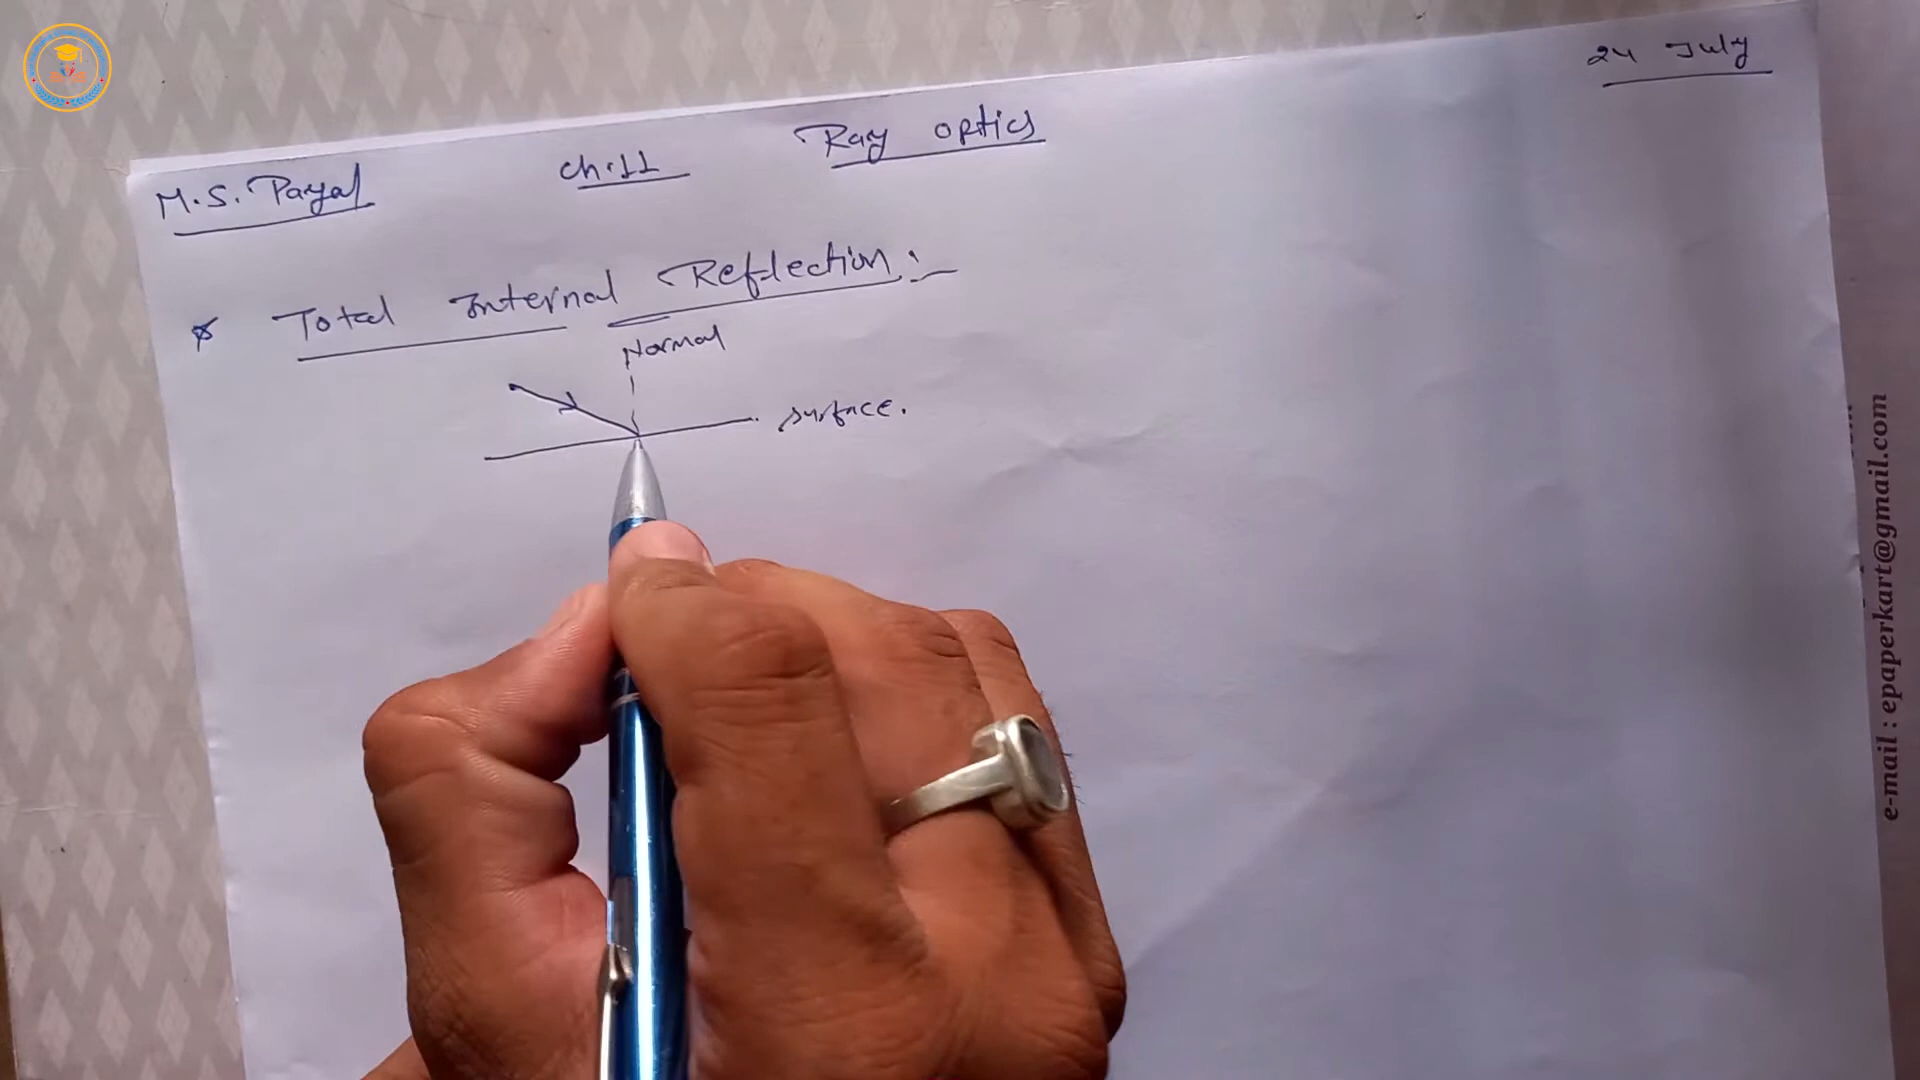 24 July
M.S. Payal Ch.11 Ray optics
* Total Internal Reflection:-
Normal
surface.
e-mail : epaperkart@gmail.com